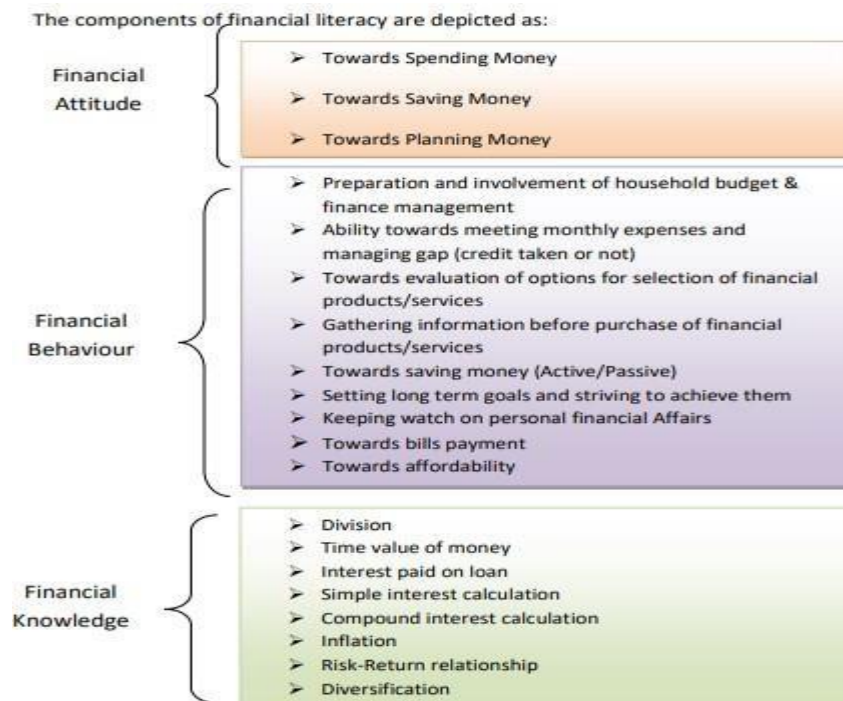 The components of financial literacy are depicted as:
Financial
Attitude
➢ Towards Spending Money
➢ Towards Saving Money
➢ Towards Planning Money
Financial
Behaviour
➢ Preparation and involvement of household budget &
finance management
➢ Ability towards meeting monthly expenses and
managing gap (credit taken or not)
➢ Towards evaluation of options for selection of financial
products/services
➢ Gathering information before purchase of financial
products/services
➢ Towards saving money (Active/Passive)
➢ Setting long term goals and striving to achieve them
➢ Keeping watch on personal financial Affairs
➢ Towards bills payment
➢ Towards affordability
Financial
Knowledge
➢ Division
➢ Time value of money
➢ Interest paid on loan
➢ Simple interest calculation
➢ Compound interest calculation
➢ Inflation
➢ Risk-Return relationship
➢ Diversification